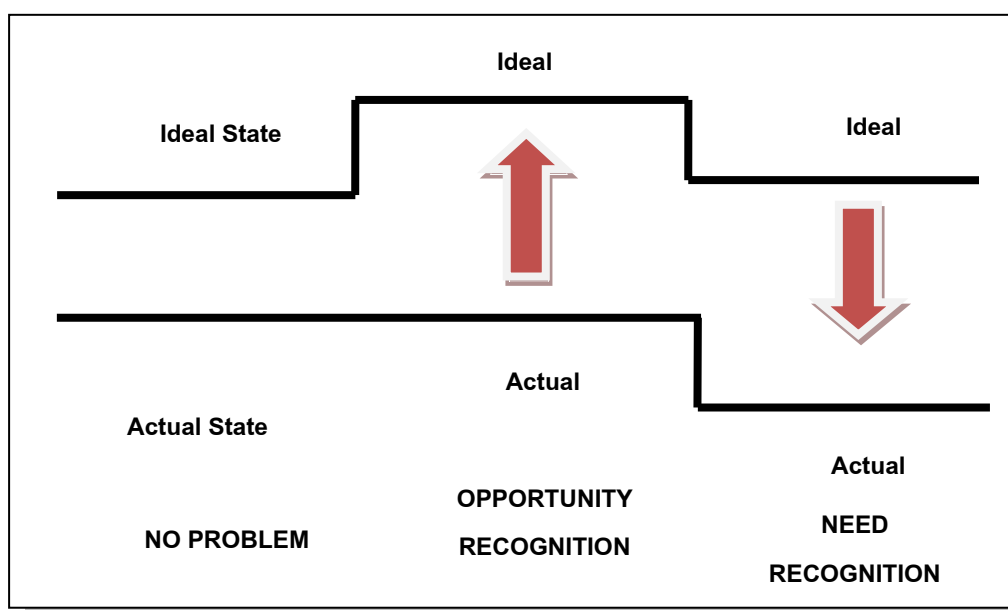 Ideal
Ideal State
Ideal
Actual
Actual State
Actual
NO PROBLEM
OPPORTUNITY
RECOGNITION
NEED
RECOGNITION